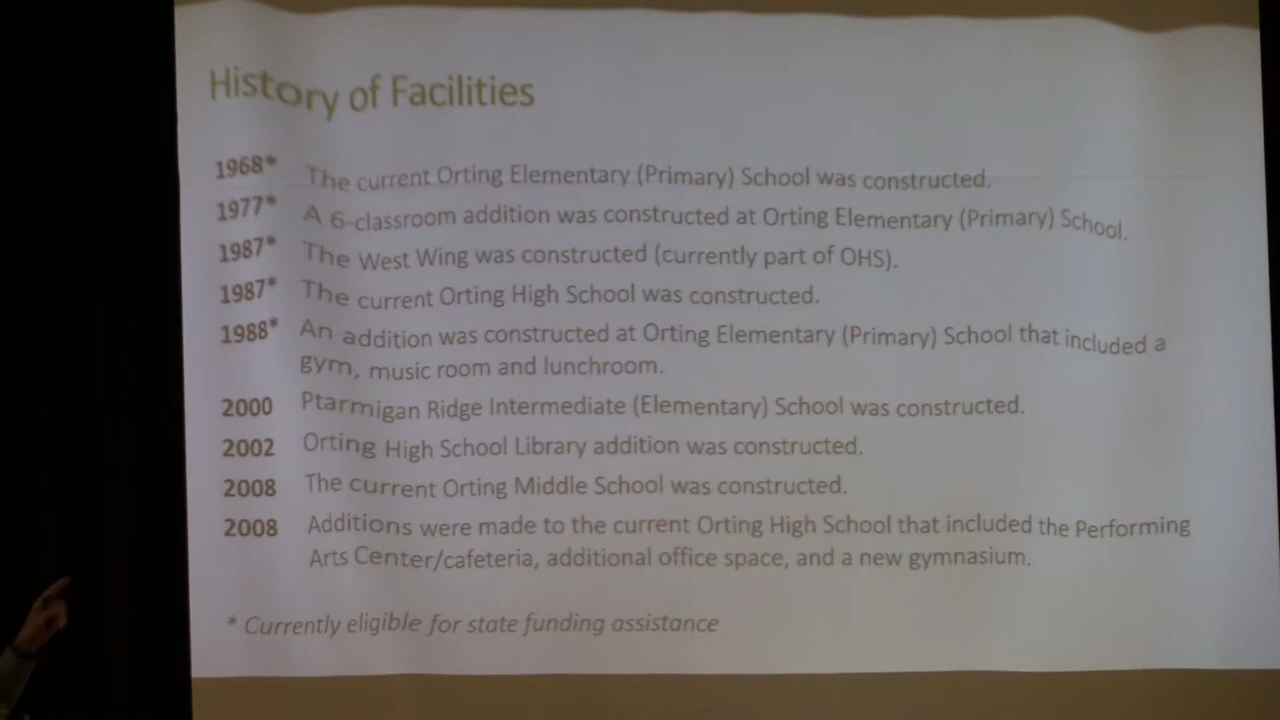 History of Facilities
1968* The current Orting Elementary (Primary) School was constructed.
1977* A 6-classroom addition was constructed at Orting Elementary (Primary) School.
1987* The West Wing was constructed (currently part of OHS).
1987* The current Orting High School was constructed.
1988* An addition was constructed at Orting Elementary (Primary) School that included a
gym, music room and lunchroom.
2000 Ptarmigan Ridge Intermediate (Elementary) School was constructed.
2002 Orting High School Library addition was constructed.
2008 The current Orting Middle School was constructed.
2008 Additions were made to the current Orting High School that included the Performing
Arts Center/cafeteria, additional office space, and a new gymnasium.
* Currently eligible for state funding assistance